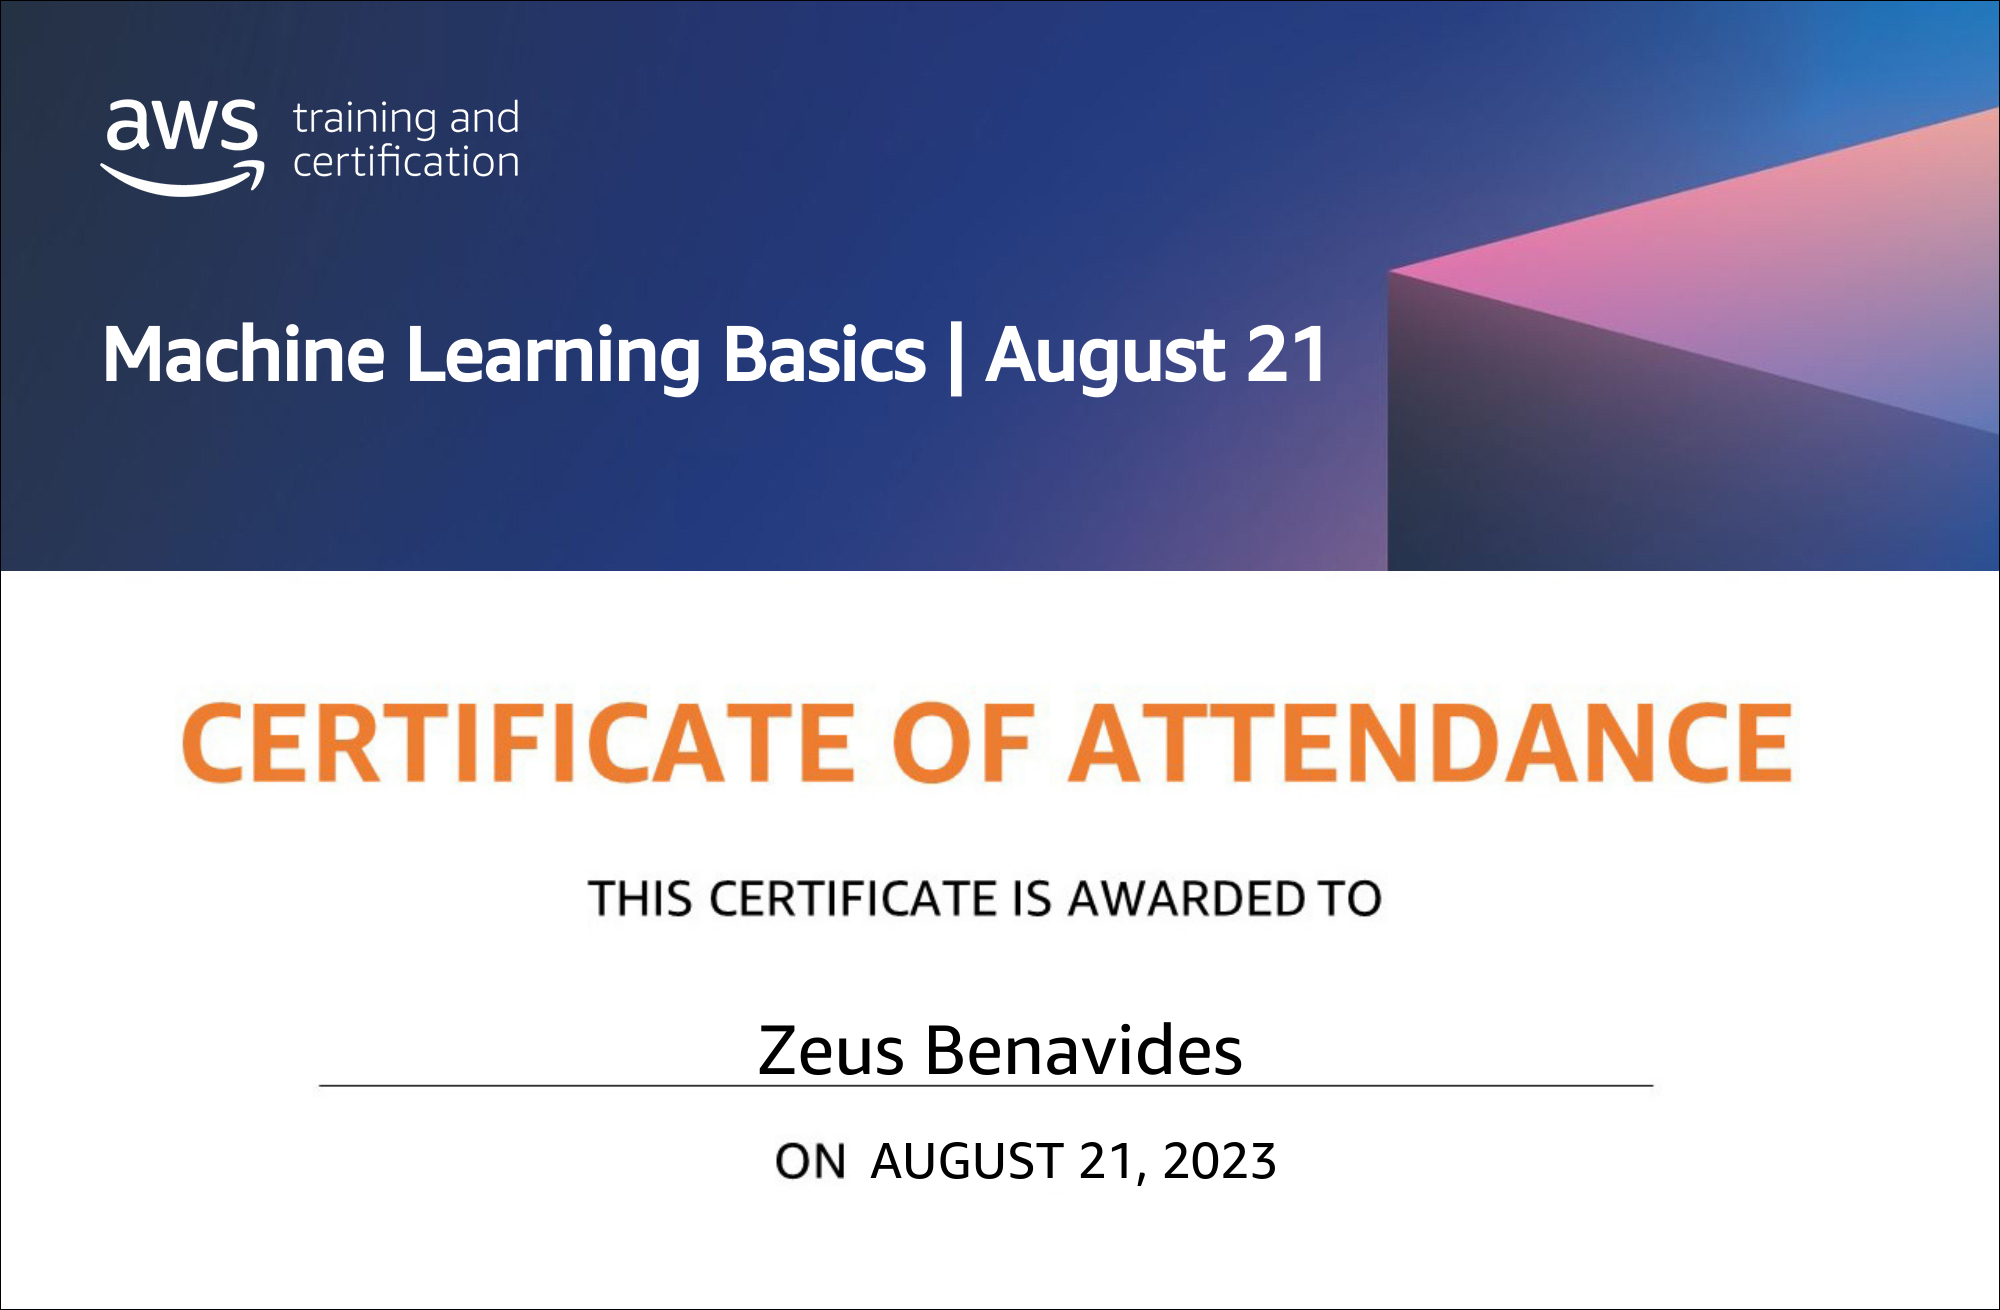 aws training and
certification
Machine Learning Basics | August 21
CERTIFICATE OF ATTENDANCE
THIS CERTIFICATE IS AWARDED TO
Zeus Benavides
ON AUGUST 21, 2023